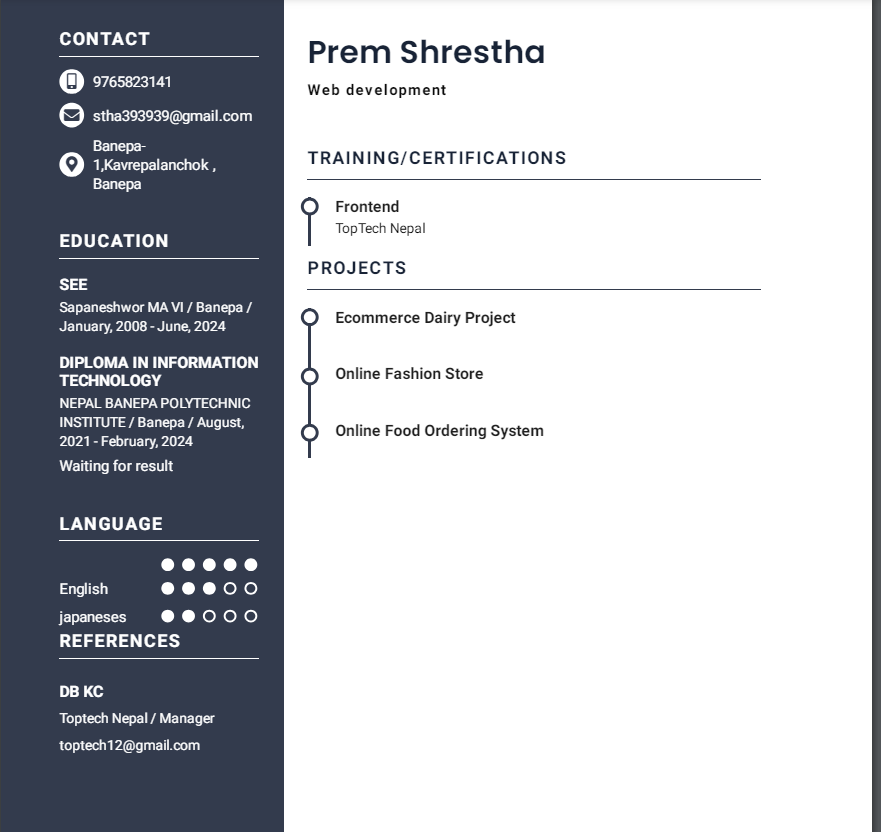 CONTACT
9765823141
stha393939@gmail.com
Banepa-
1,Kavrepalanchok ,
Banepa
EDUCATION
SEE
Sapaneshwor MA VI / Banepa /
January, 2008 - June, 2024
DIPLOMA IN INFORMATION
TECHNOLOGY
NEPAL BANEPA POLYTECHNIC
INSTITUTE / Banepa / August,
2021 - February, 2024
Waiting for result
LANGUAGE
English
japaneses
REFERENCES
DB KC
Toptech Nepal / Manager
toptech12@gmail.com
Prem Shrestha
Web development
TRAINING/CERTIFICATIONS
Frontend
TopTech Nepal
PROJECTS
Ecommerce Dairy Project
Online Fashion Store
Online Food Ordering System